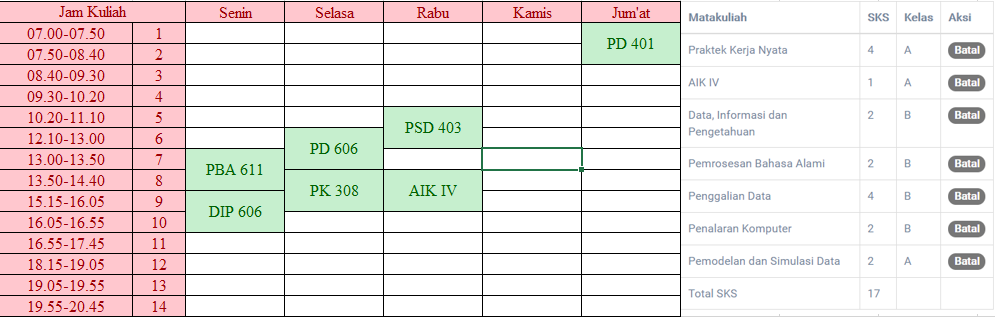 Jam Kuliah Senin Selasa Rabu Kamis Jum'at
07.00-07.50 1
PD 401
07.50-08.40 2
08.40-09.30 3
09.30-10.20 4
10.20-11.10 5
PSD 403
12.10-13.00 6
PD 606
13.00-13.50 7
PBA 611
13.50-14.40 8
PK 308 AIK IV
15.15-16.05 9
DIP 606
16.05-16.55 10
16.55-17.45 11
18.15-19.05 12
19.05-19.55 13
19.55-20.45 14
Matakuliah SKS Kelas Aksi
Praktek Kerja Nyata 4 A Batal
AIK IV 1 A Batal
Data, Informasi dan
Pengetahuan 2 B Batal
Pemrosesan Bahasa Alami 2 B Batal
Penggalian Data 4 B Batal
Penalaran Komputer 2 B Batal
Pemodelan dan Simulasi Data 2 A Batal
Total SKS 17